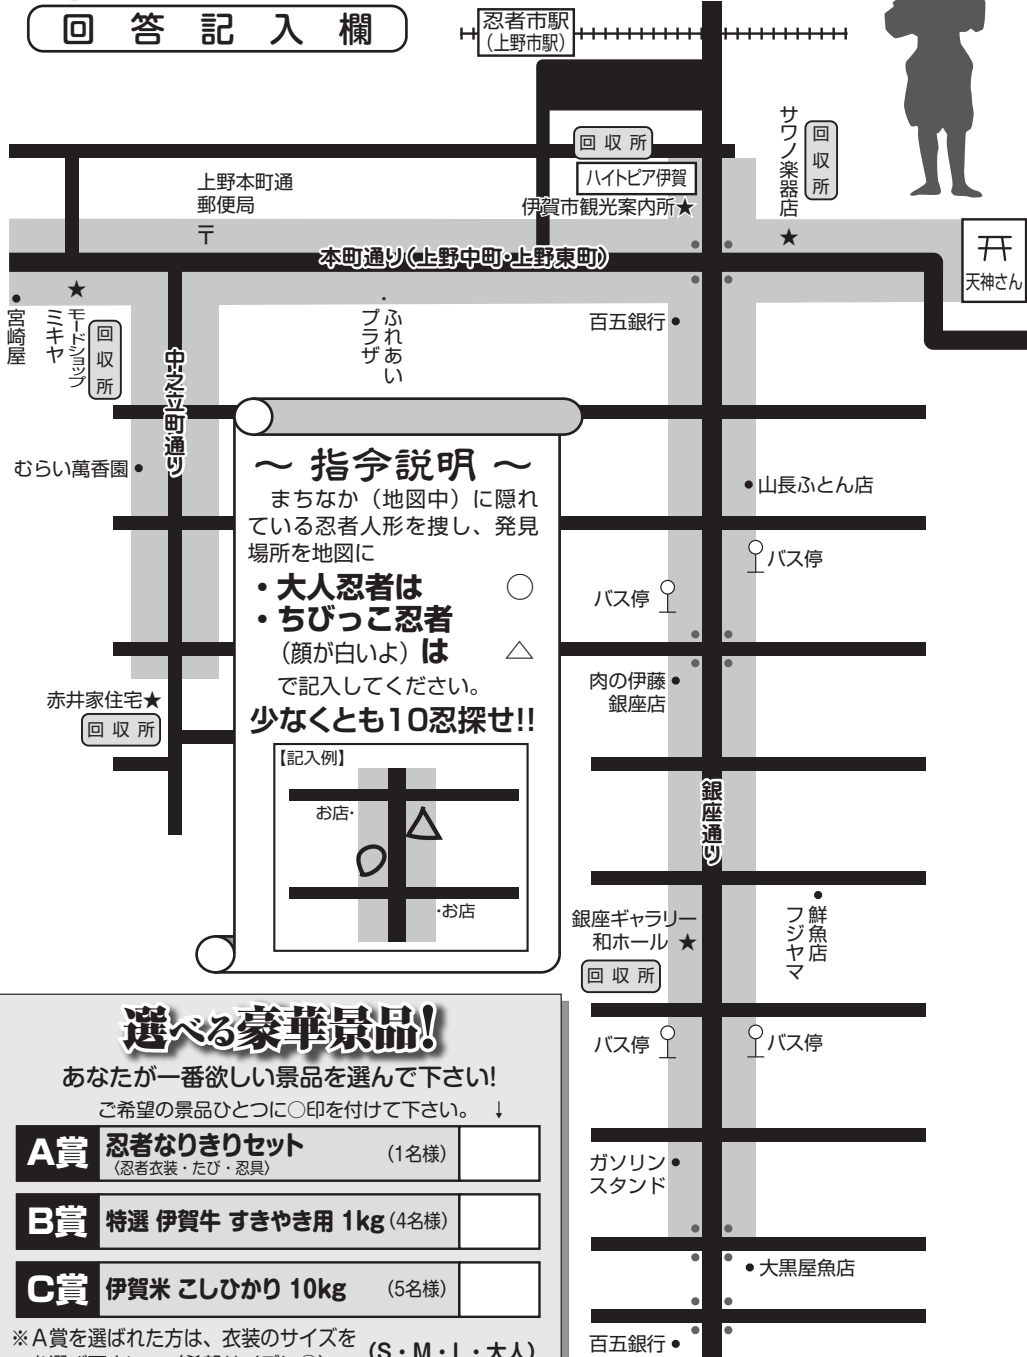 回答記入欄
忍者市駅
（上野市駅）
回収所
ハイトピア伊賀
伊賀市観光案内所★
サワノ楽器店
★
回収所
上野本町通
郵便局
〒
本町通り（上野中町・上野東町）
天神さん
宮崎屋
★
モードショップ
ミキヤ
回収所
中之立町通り
ふれあい
プラザ
百五銀行
むらい萬香園
山長ふとん店
バス停
バス停
〜 指令説明 〜
まちなか（地図中）に隠れ
ている忍者人形を捜し、発見
場所を地図に
・大人忍者は ○
・ちびっこ忍者
（顔が白いよ）は △
で記入してください。
少なくとも10忍探せ!!
【記入例】
お店・
・お店
赤井家住宅★
回収所
肉の伊藤
銀座店
銀座通り
銀座ギャラリー
和ホール ★
回収所
鮮魚店
フジヤマ
バス停
バス停
ガソリン
スタンド
大黒屋魚店
百五銀行
選べる豪華景品!
あなたが一番欲しい景品を選んで下さい!
ご希望の景品ひとつに○印を付けて下さい。 ↓
A賞 忍者なりきりセット （1名様）
〈忍者衣装・たび・忍具〉
B賞 特選 伊賀牛 すきやき用 1kg（4名様）
C賞 伊賀米 こしひかり 10kg （5名様）
※A賞を選ばれた方は、衣装のサイズを
（S・M・L・大人）